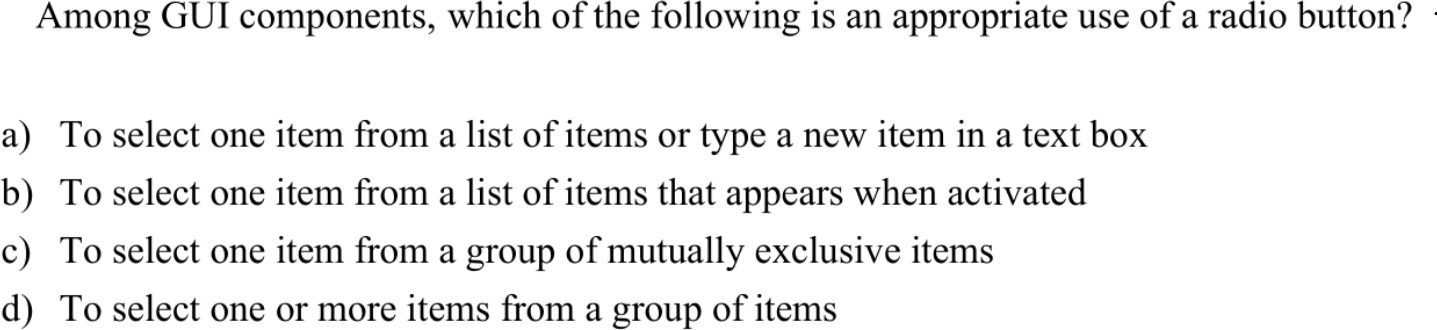 Among GUI components, which of the following is an appropriate use of a radio button?
a) To select one item from a list of items or type a new item in a text box
b) To select one item from a list of items that appears when activated
c) To select one item from a group of mutually exclusive items
d) To select one or more items from a group of items